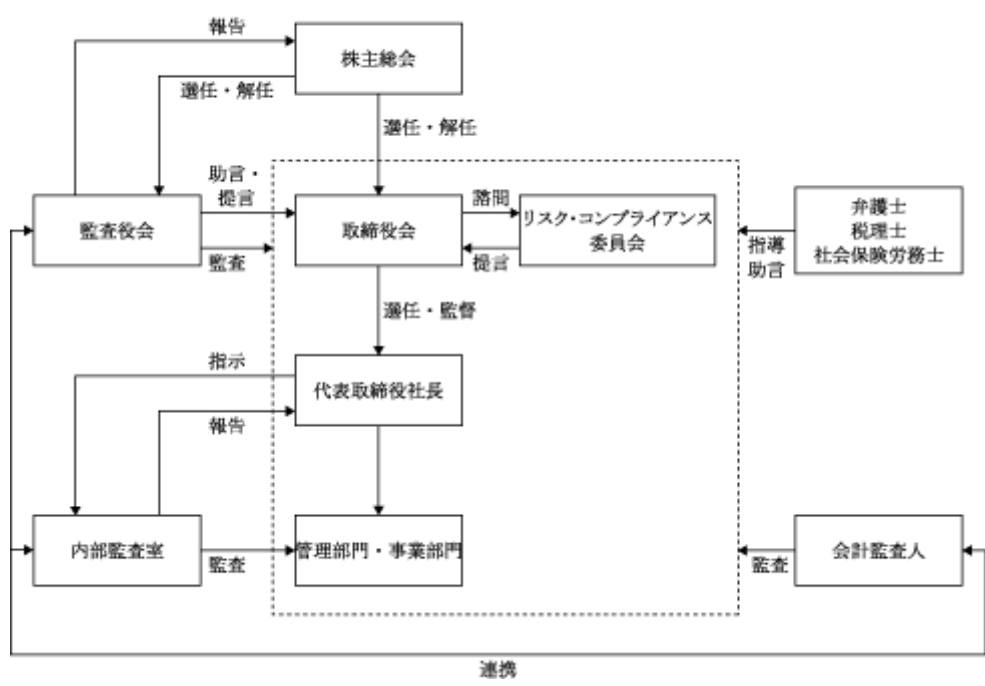 報告
株主総会
選任・解任
選任・解任
助言・
提言
諮問
監査役会
取締役会
リスク・コンプライアンス
委員会
弁護士
税理士
社会保険労務士
監査
提言
指導
助言
選任・監督
指示
代表取締役社長
報告
内部監査室
監査
管理部門・事業部門
監査
会計監査人
連携